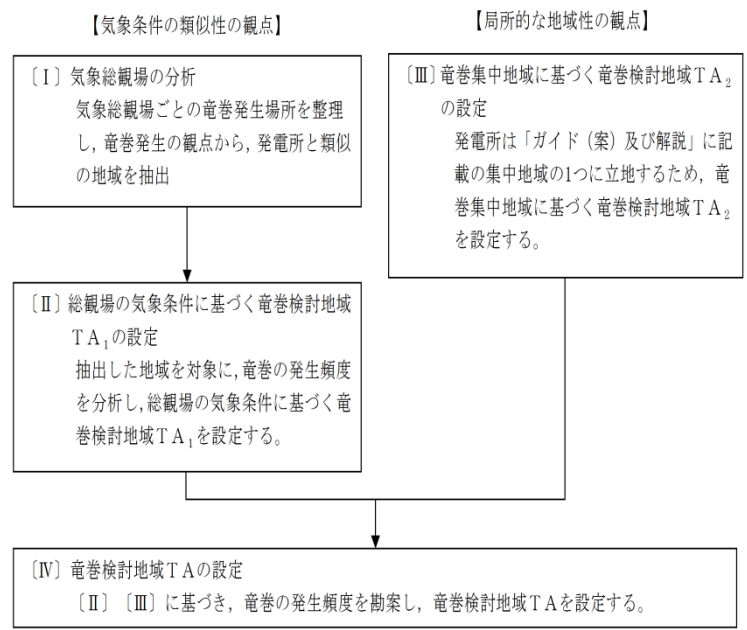 【気象条件の類似性の観点】
〔Ⅰ〕気象総観場の分析
気象総観場ごとの竜巻発生場所を整理
し，竜巻発生の観点から，発電所と類似
の地域を抽出
〔Ⅱ〕総観場の気象条件に基づく竜巻検討地域
ＴＡ₁の設定
抽出した地域を対象に，竜巻の発生頻度
を分析し，総観場の気象条件に基づく竜
巻検討地域ＴＡ₁を設定する。
【局所的な地域性の観点】
〔Ⅲ〕竜巻集中地域に基づく竜巻検討地域ＴＡ₂
の設定
発電所は「ガイド（案）及び解説」に記
載の集中地域の1つに立地するため，竜
巻集中地域に基づく竜巻検討地域ＴＡ₂
を設定する。
〔Ⅳ〕竜巻検討地域ＴＡの設定
〔Ⅱ〕〔Ⅲ〕に基づき，竜巻の発生頻度を勘案し，竜巻検討地域ＴＡを設定する。